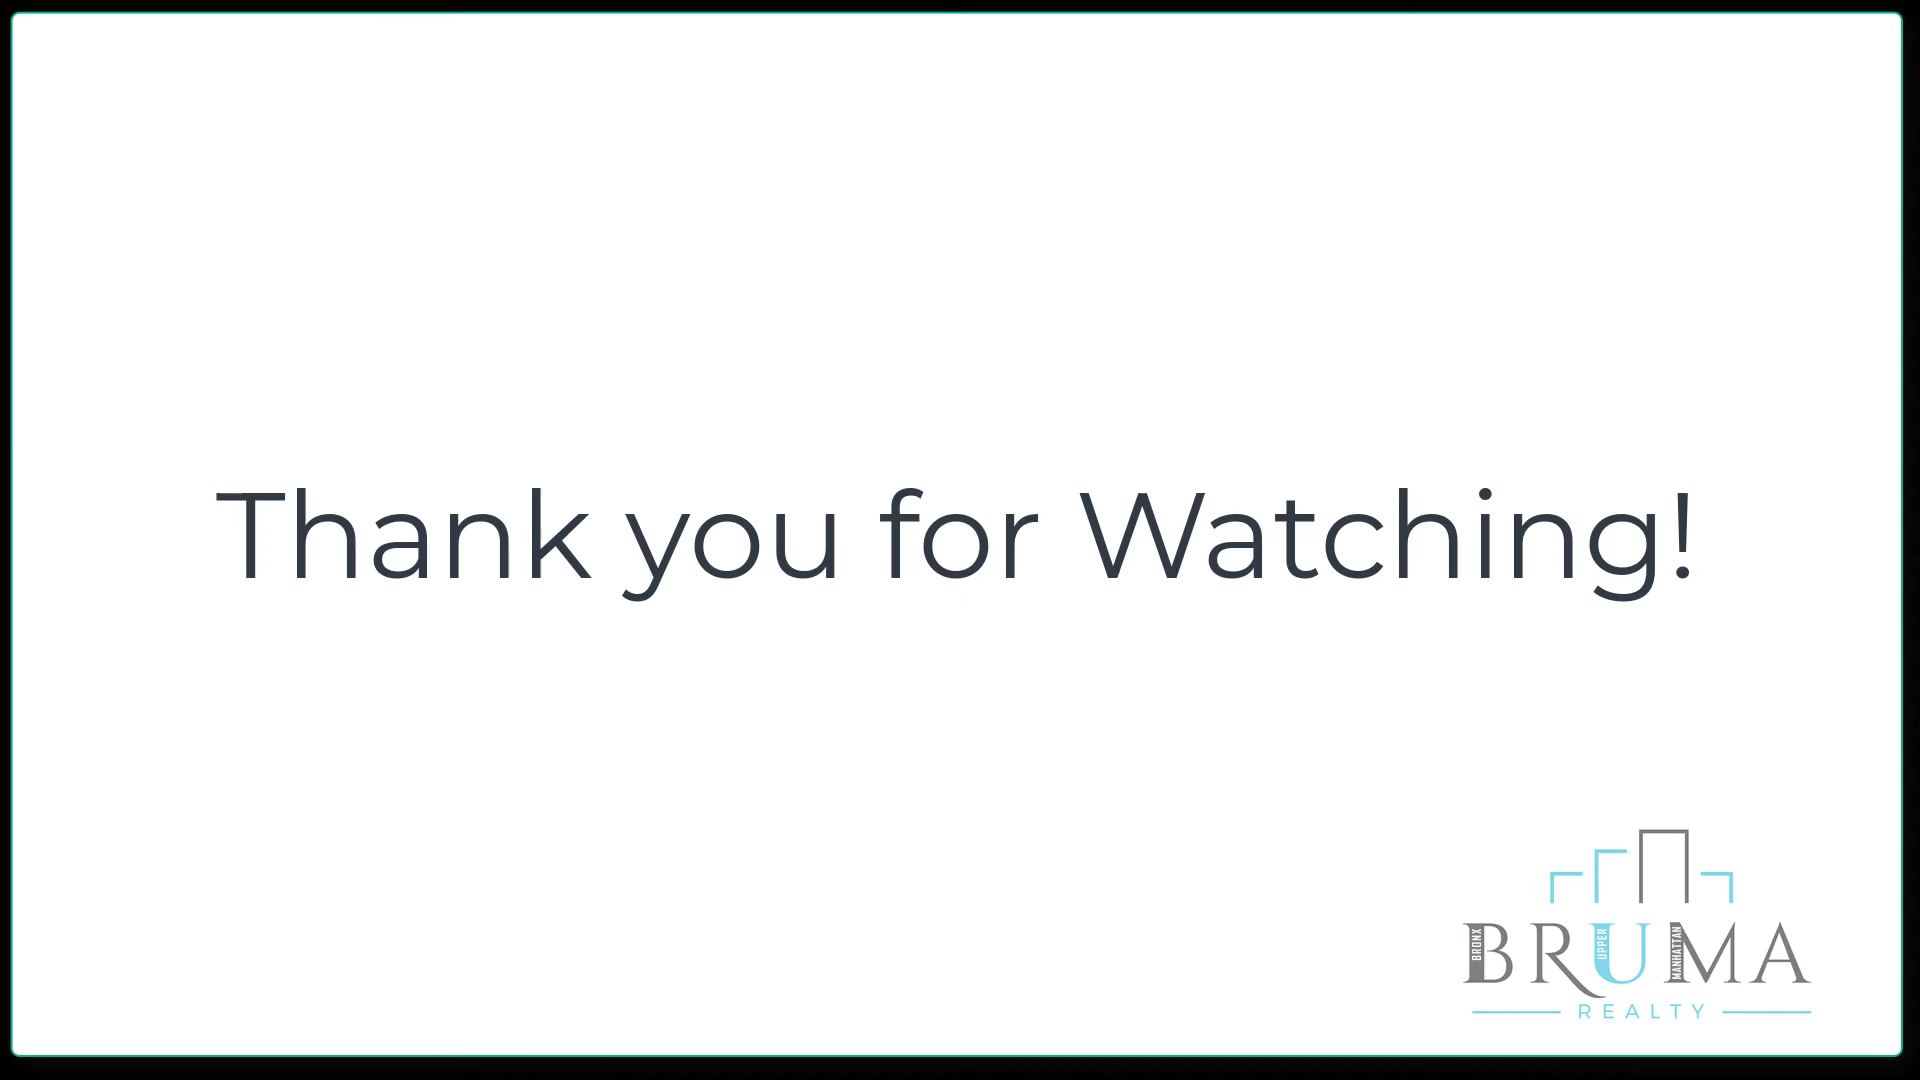 Thank you for Watching!
BRUMA
BRONX
UPPER
MANHATTAN
REALTY